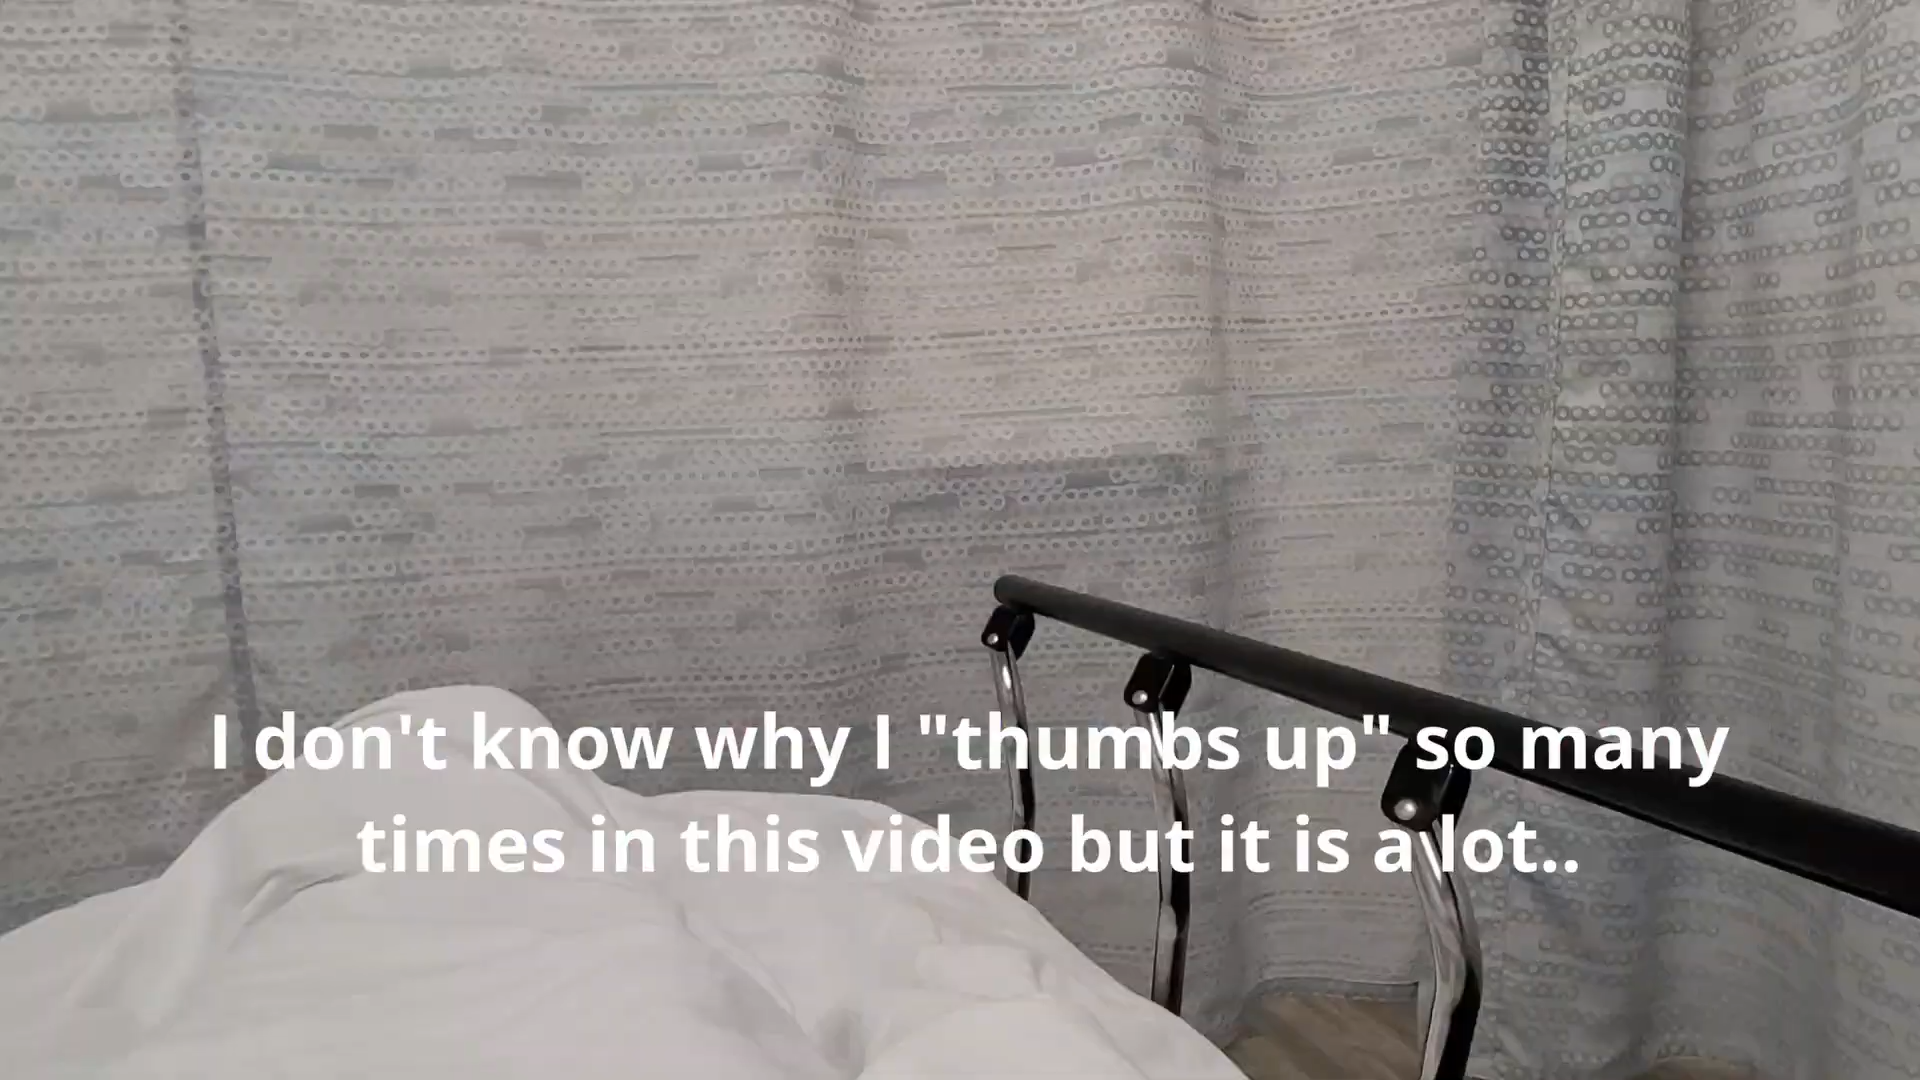 I don't know why I "thumbs up" so many
times in this video but it is a lot..